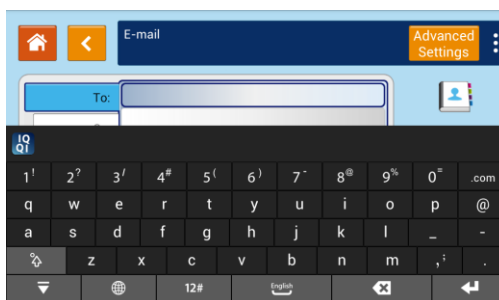 E-mail
Advanced
Settings
To:
IQ
QI
1! 2? 3/ 4# 5( 6) 7- 8@ 9% 0= .com
q w e r t y u i o p @
a s d f g h j k l _ -
z x c v b n m ,; .
12# English